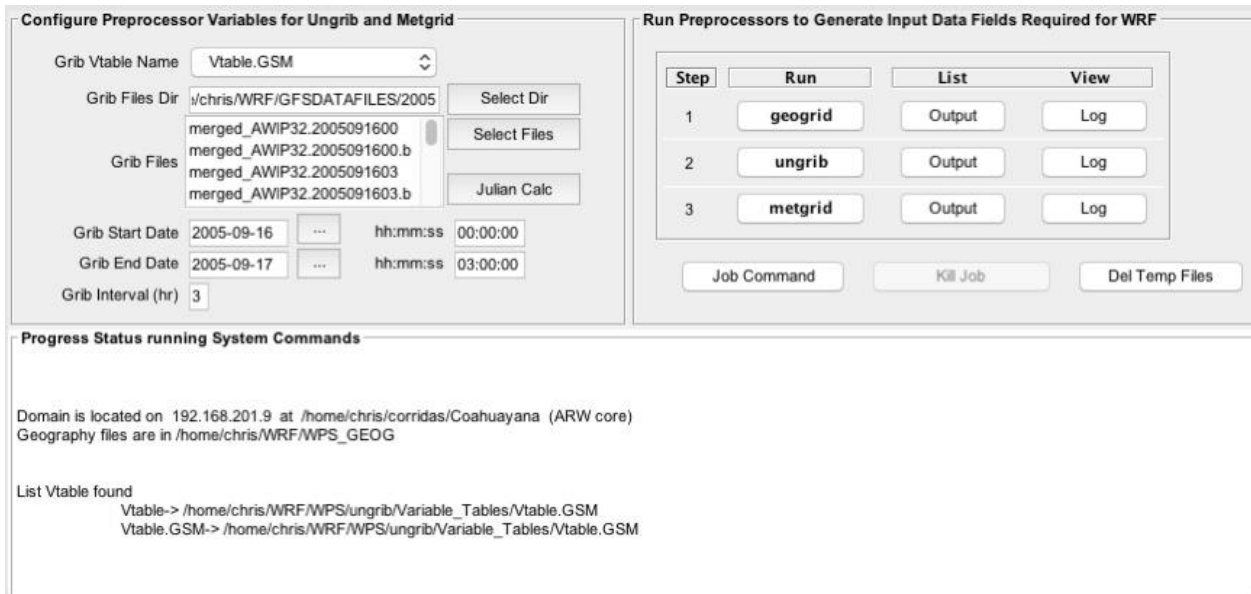 Configure Preprocessor Variables for Ungrib and Metgrid
Grib Vtable Name Vtable.GSM
Grib Files Dir :/chris/WRF/GFSDATAFILES/2005 Select Dir
Grib Files
merged_AWIP32.2005091600
merged_AWIP32.2005091600.b
merged_AWIP32.2005091603
merged_AWIP32.2005091603.b
Select Files
Julian Calc
Grib Start Date 2005-09-16 ... hh:mm:ss 00:00:00
Grib End Date 2005-09-17 ... hh:mm:ss 03:00:00
Grib Interval (hr) 3
Run Preprocessors to Generate Input Data Fields Required for WRF
Step Run List View
1 geogrid Output Log
2 ungrib Output Log
3 metgrid Output Log
Job Command Kill Job Del Temp Files
Progress Status running System Commands
Domain is located on 192.168.201.9 at /home/chris/corridas/Coahuayana (ARW core)
Geography files are in /home/chris/WRF/WPS_GEOG
List Vtable found
Vtable-> /home/chris/WRF/WPS/ungrib/Variable_Tables/Vtable.GSM
Vtable.GSM-> /home/chris/WRF/WPS/ungrib/Variable_Tables/Vtable.GSM